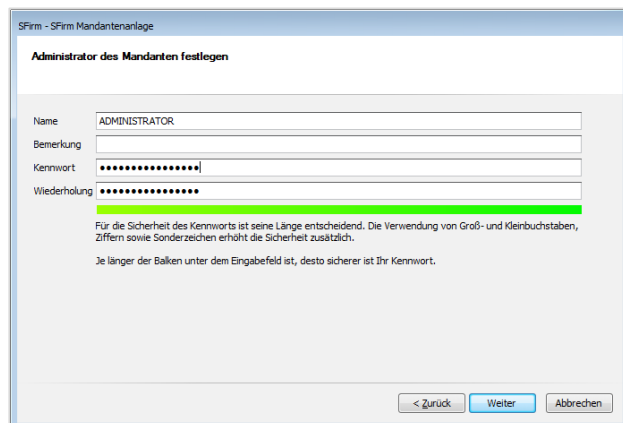 SFirm - SFirm Mandantenanlage
Administrator des Mandanten festlegen
Name ADMINISTRATOR
Bemerkung
Kennwort ●●●●●●●●●●●●●●●●
Wiederholung ●●●●●●●●●●●●●●●●
Für die Sicherheit des Kennworts ist seine Länge entscheidend. Die Verwendung von Groß- und Kleinbuchstaben,
Ziffern sowie Sonderzeichen erhöht die Sicherheit zusätzlich.
Je länger der Balken unter dem Eingabefeld ist, desto sicherer ist Ihr Kennwort.
< Zurück Weiter Abbrechen